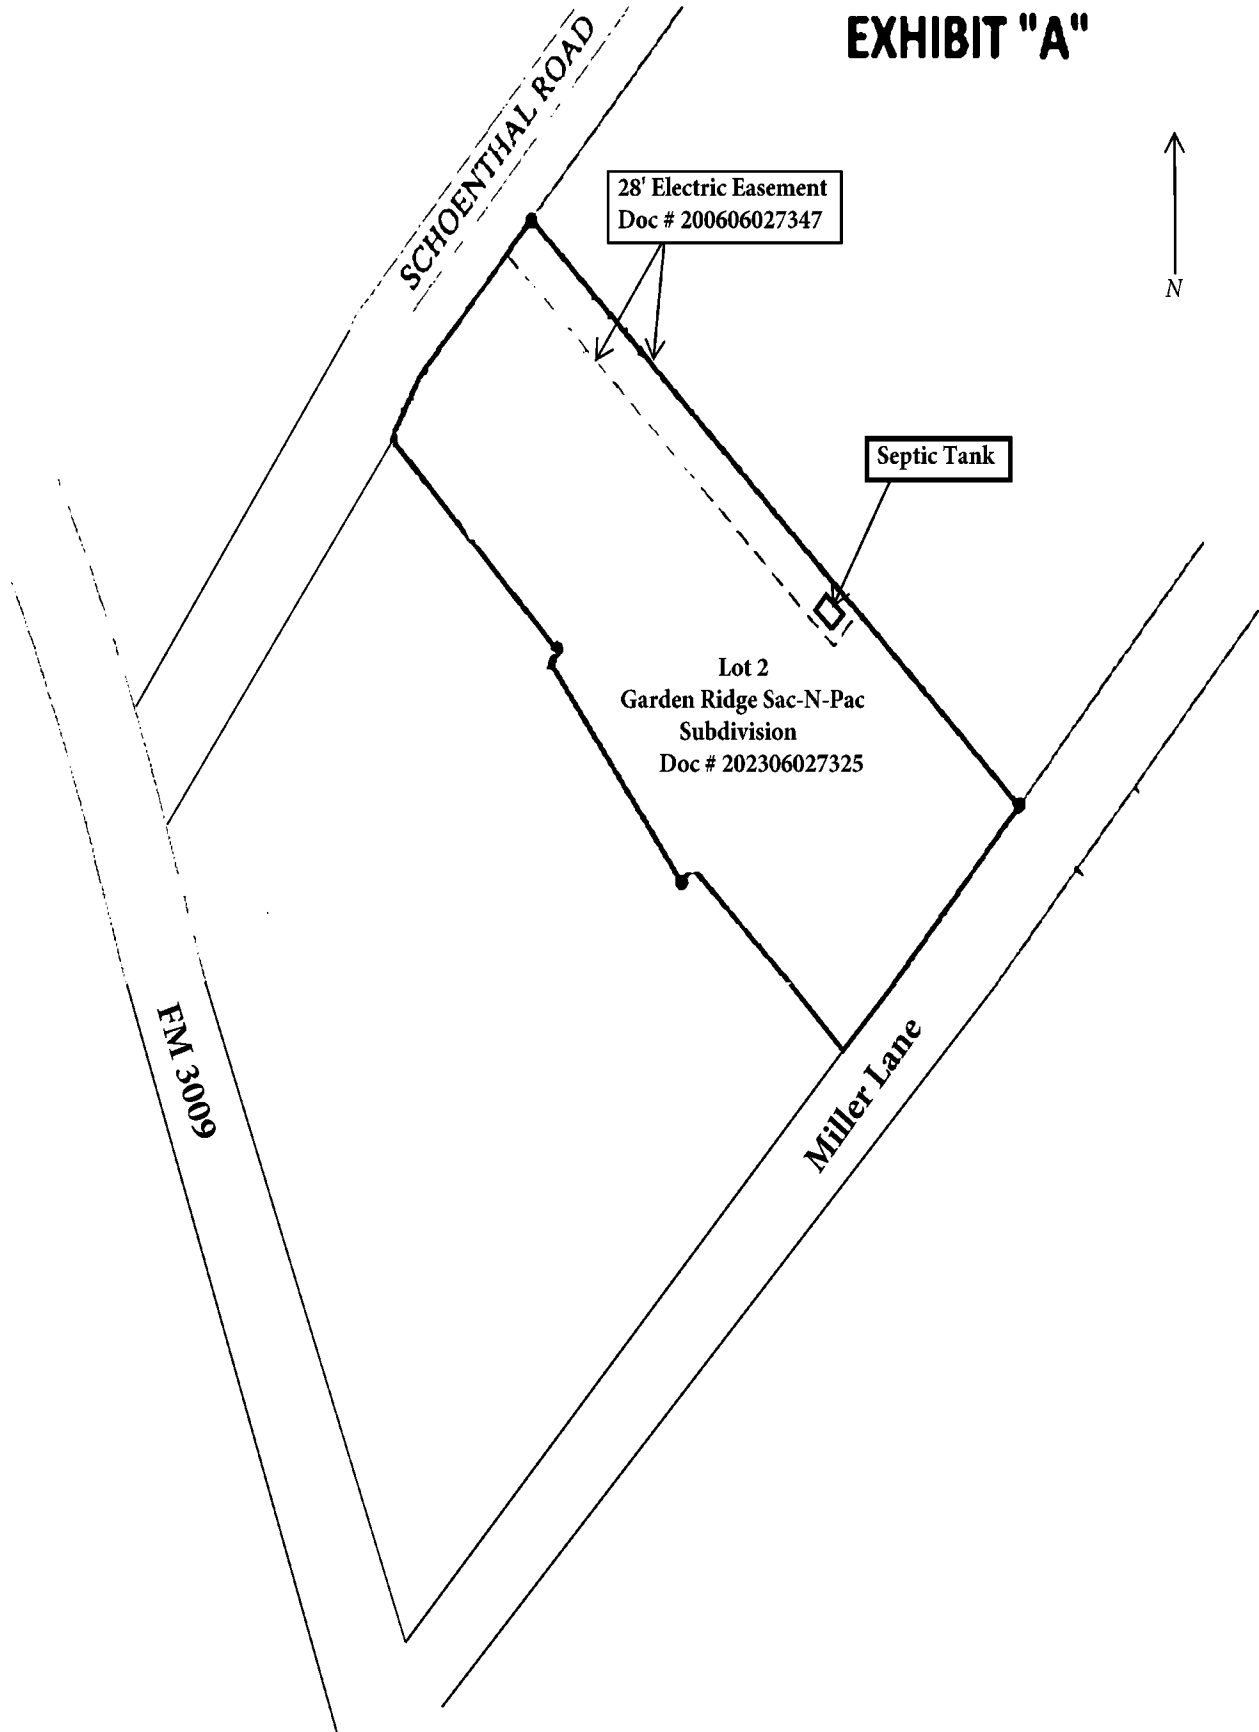 EXHIBIT "A"
SCHOENTHAL ROAD
28' Electric Easement
Doc # 200606027347
N
Septic Tank
Lot 2
Garden Ridge Sac-N-Pac
Subdivision
Doc # 202306027325
FM 3009
Miller Lane